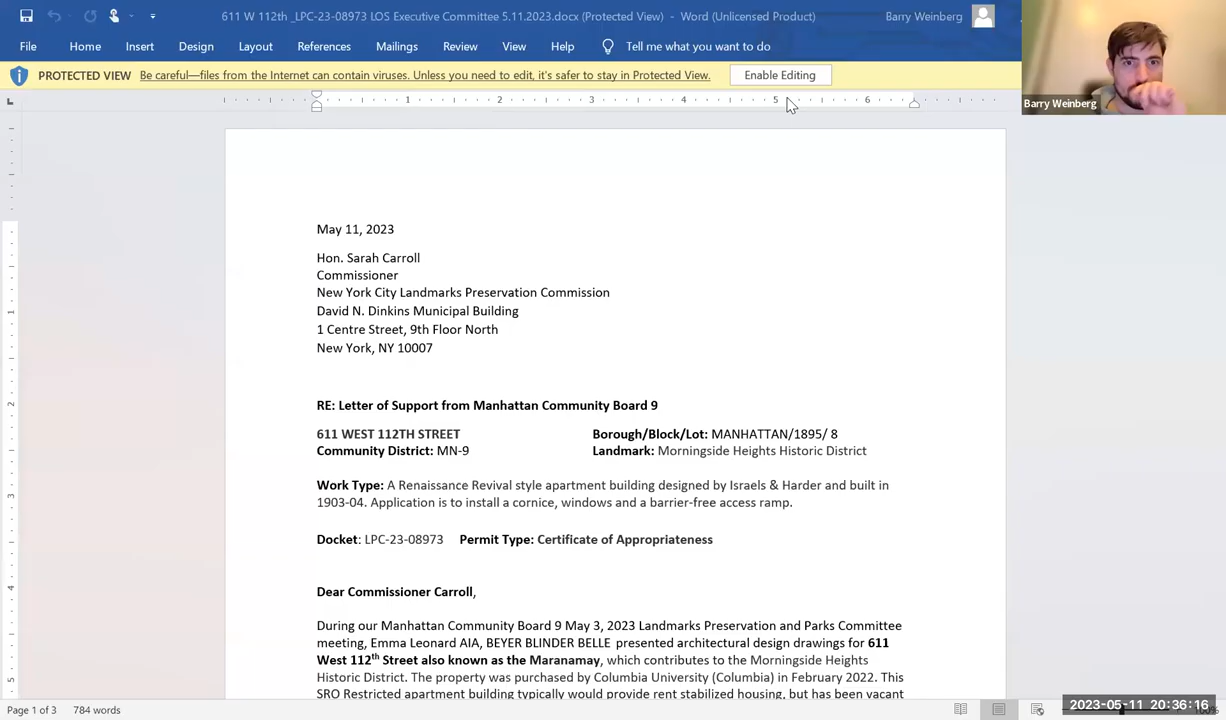 611 W 112th _LPC-23-08973 LOS Executive Committee 5.11.2023.docx (Protected View) - Word (Unlicensed Product)
Barry Weinberg
File Home Insert Design Layout References Mailings Review View Help Tell me what you want to do
PROTECTED VIEW Be careful—files from the Internet can contain viruses. Unless you need to edit, it's safer to stay in Protected View. Enable Editing
1 2 3 4 5 6
Barry Weinberg
May 11, 2023
Hon. Sarah Carroll
Commissioner
New York City Landmarks Preservation Commission
David N. Dinkins Municipal Building
1 Centre Street, 9th Floor North
New York, NY 10007
RE: Letter of Support from Manhattan Community Board 9
611 WEST 112TH STREET Borough/Block/Lot: MANHATTAN/1895/ 8
Community District: MN-9 Landmark: Morningside Heights Historic District
Work Type: A Renaissance Revival style apartment building designed by Israels & Harder and built in
1903-04. Application is to install a cornice, windows and a barrier-free access ramp.
Docket: LPC-23-08973 Permit Type: Certificate of Appropriateness
Dear Commissioner Carroll,
During our Manhattan Community Board 9 May 3, 2023 Landmarks Preservation and Parks Committee
meeting, Emma Leonard AIA, BEYER BLINDER BELLE presented architectural design drawings for 611
West 112th Street also known as the Maranamay, which contributes to the Morningside Heights
Historic District. The property was purchased by Columbia University (Columbia) in February 2022. This
SRO Restricted apartment building typically would provide rent stabilized housing, but has been vacant
1 2 3 4 5
Page 1 of 3 784 words
2023-05-11 20:36:16